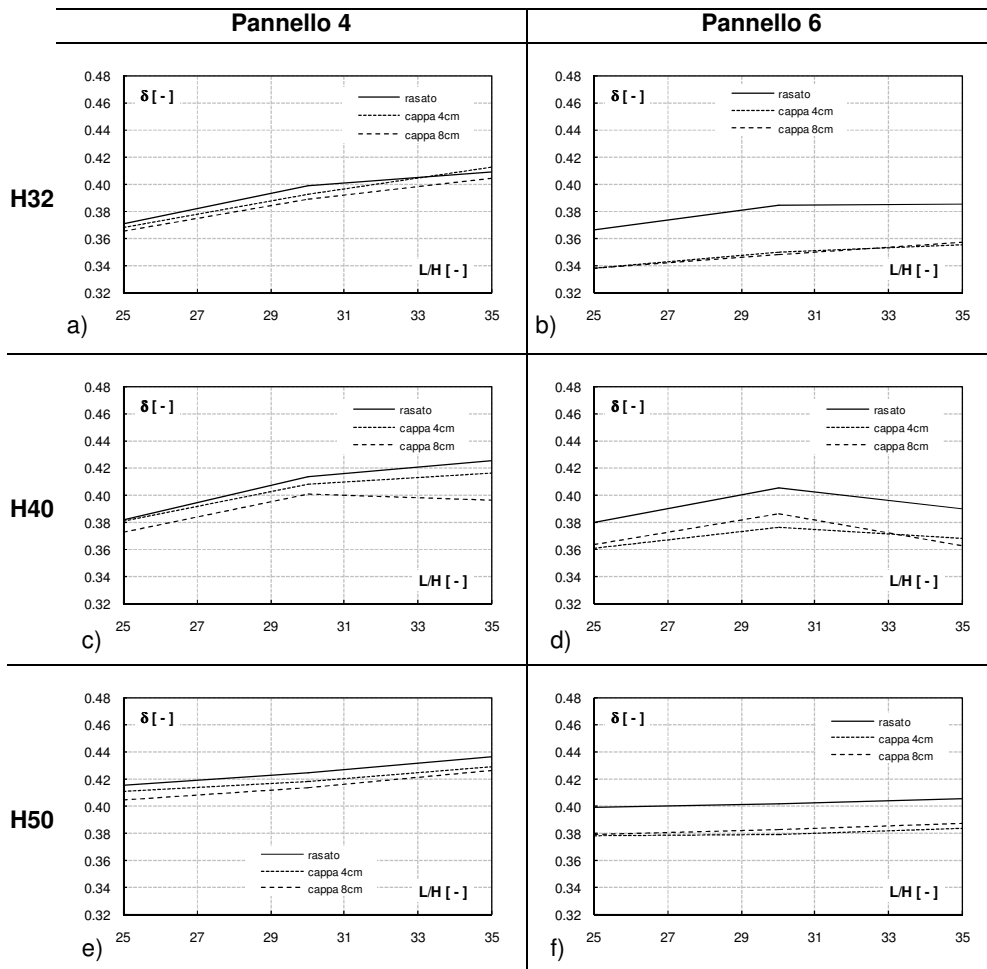 Pannello 4
Pannello 6
H32
0.48
0.46
0.44
0.42
0.40
0.38
0.36
0.34
0.32
δ [ - ]
rasato
cappa 4cm
cappa 8cm
L/H [ - ]
25 27 29 31 33 35
a)
0.48
0.46
0.44
0.42
0.40
0.38
0.36
0.34
0.32
δ [ - ]
rasato
cappa 4cm
cappa 8cm
L/H [ - ]
25 27 29 31 33 35
b)
H40
0.48
0.46
0.44
0.42
0.40
0.38
0.36
0.34
0.32
δ [ - ]
rasato
cappa 4cm
cappa 8cm
L/H [ - ]
25 27 29 31 33 35
c)
0.48
0.46
0.44
0.42
0.40
0.38
0.36
0.34
0.32
δ [ - ]
rasato
cappa 4cm
cappa 8cm
L/H [ - ]
25 27 29 31 33 35
d)
H50
0.48
0.46
0.44
0.42
0.40
0.38
0.36
0.34
0.32
δ [ - ]
rasato
cappa 4cm
cappa 8cm
L/H [ - ]
25 27 29 31 33 35
e)
0.48
0.46
0.44
0.42
0.40
0.38
0.36
0.34
0.32
δ [ - ]
rasato
cappa 4cm
cappa 8cm
L/H [ - ]
25 27 29 31 33 35
f)